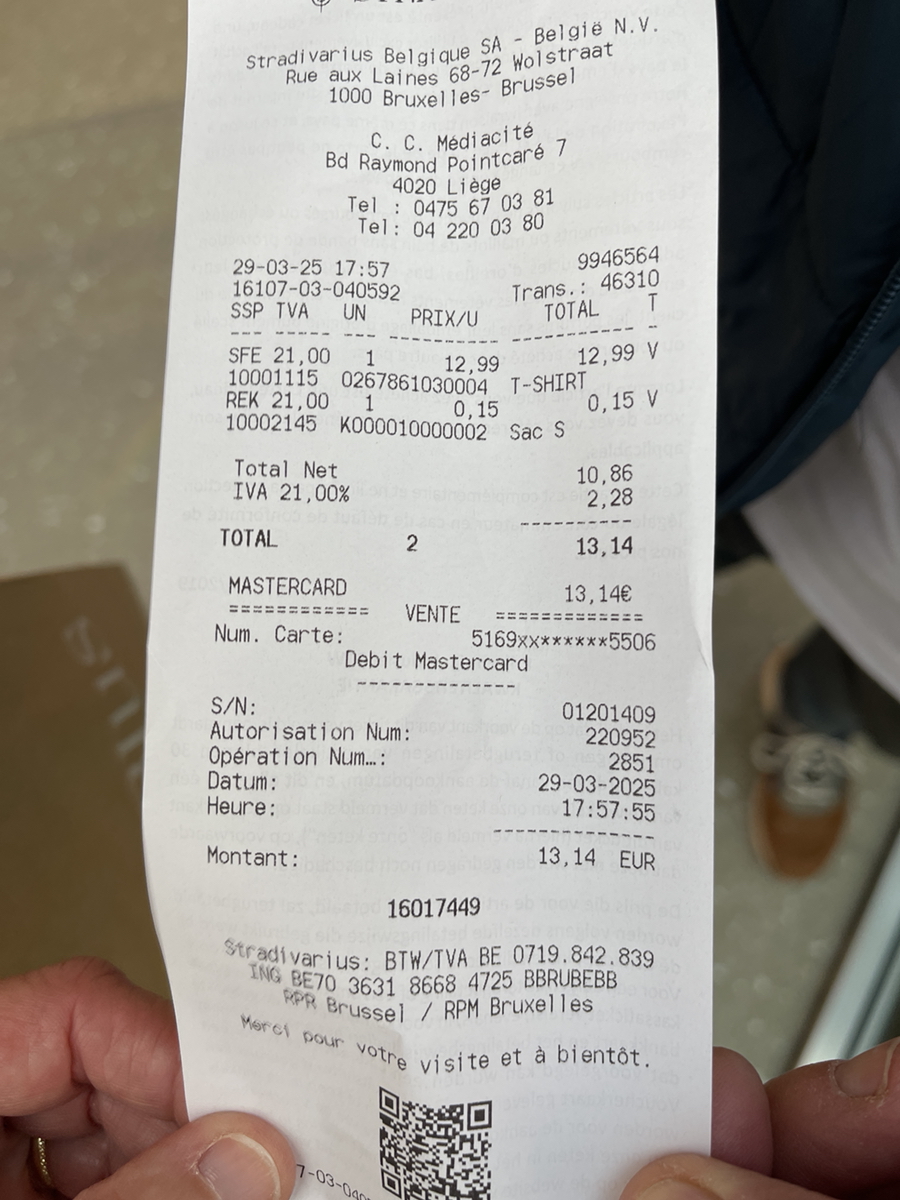 Stradivarius Belgique SA - België N.V.
Rue aux Laines 68-72 Wolstraat
1000 Bruxelles- Brussel
C. C. Médiacité
Bd Raymond Pointcaré 7
4020 Liège
Tel : 0475 67 03 81
Tel: 04 220 03 80
29-03-25 17:57 9946564
16107-03-040592 Trans.: 46310
SSP TVA UN PRIX/U TOTAL T
--- ----- --- ---------- ---------- -
SFE 21,00 1 12,99 12,99 V
10001115 0267861030004 T-SHIRT
REK 21,00 1 0,15 0,15 V
10002145 K000010000002 Sac S
Total Net 10,86
IVA 21,00% 2,28
----------
TOTAL 2 13,14
MASTERCARD 13,14€
============ VENTE =============
Num. Carte: 5169xx******5506
Debit Mastercard
--------------
S/N: 01201409
Autorisation Num: 220952
Opération Num…: 2851
Datum: 29-03-2025
Heure: 17:57:55
--------------
Montant: 13,14 EUR
16017449
Stradivarius: BTW/TVA BE 0719.842.839
ING BE70 3631 8668 4725 BBRUBEBB
RPR Brussel / RPM Bruxelles
Merci pour votre visite et à bientôt.